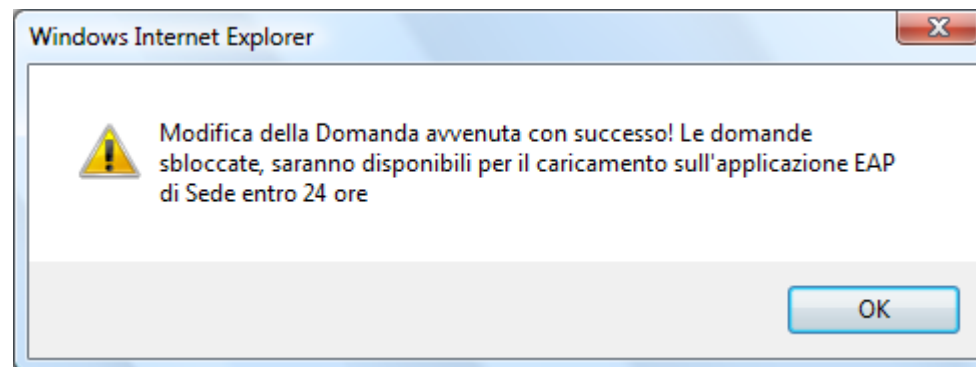 Windows Internet Explorer
Modifica della Domanda avvenuta con successo! Le domande
sbloccate, saranno disponibili per il caricamento sull'applicazione EAP
di Sede entro 24 ore
OK